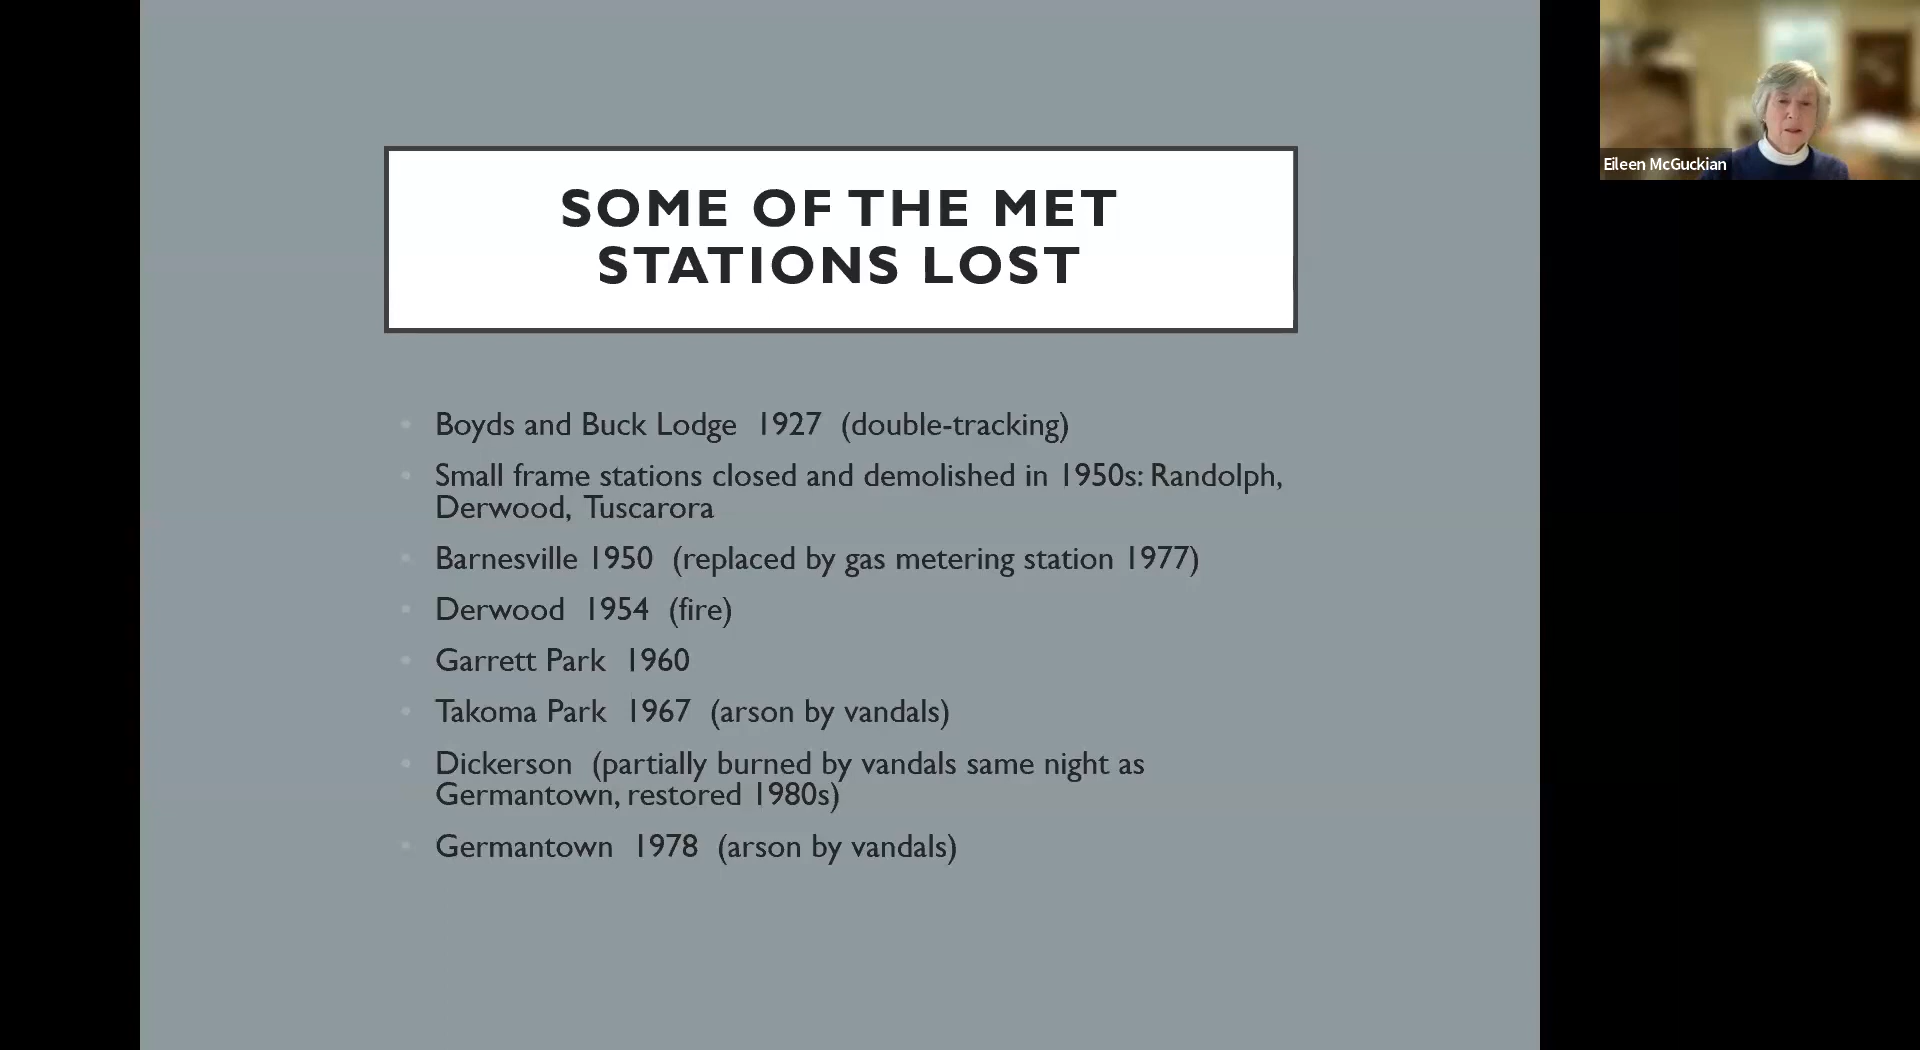 SOME OF THE MET
STATIONS LOST
• Boyds and Buck Lodge 1927 (double-tracking)
• Small frame stations closed and demolished in 1950s: Randolph,
Derwood, Tuscarora
• Barnesville 1950 (replaced by gas metering station 1977)
• Derwood 1954 (fire)
• Garrett Park 1960
• Takoma Park 1967 (arson by vandals)
• Dickerson (partially burned by vandals same night as
Germantown, restored 1980s)
• Germantown 1978 (arson by vandals)
Eileen McGuckian